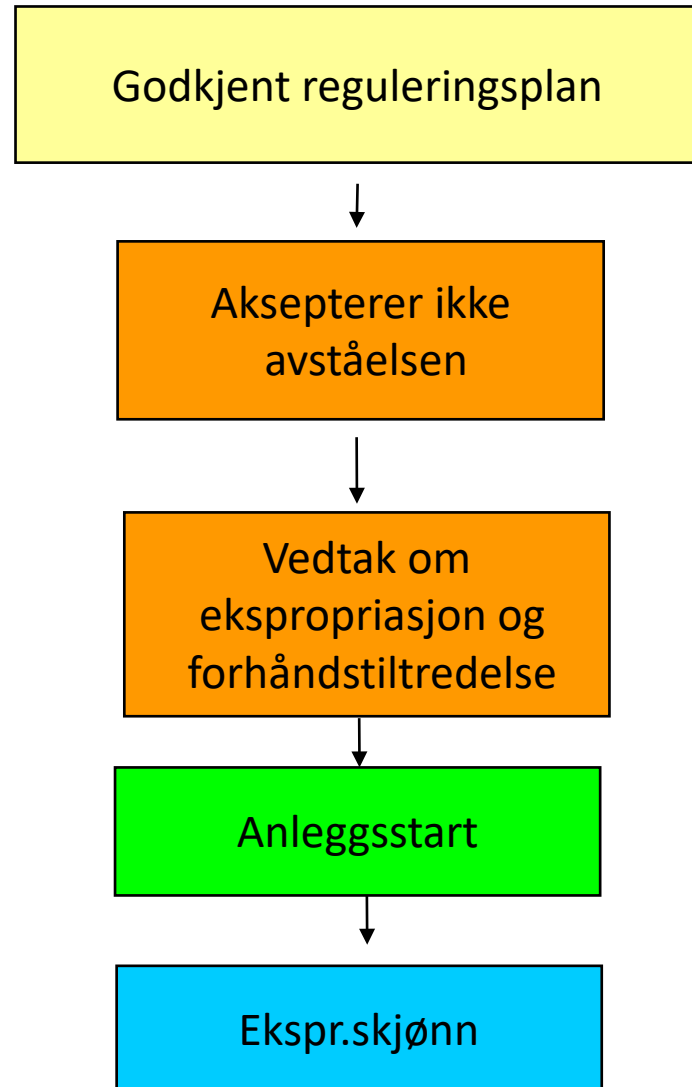 Godkjent reguleringsplan
Aksepterer ikke
avståelsen
Vedtak om
ekspropriasjon og
forhåndstiltredelse
Anleggsstart
Ekspr.skjønn